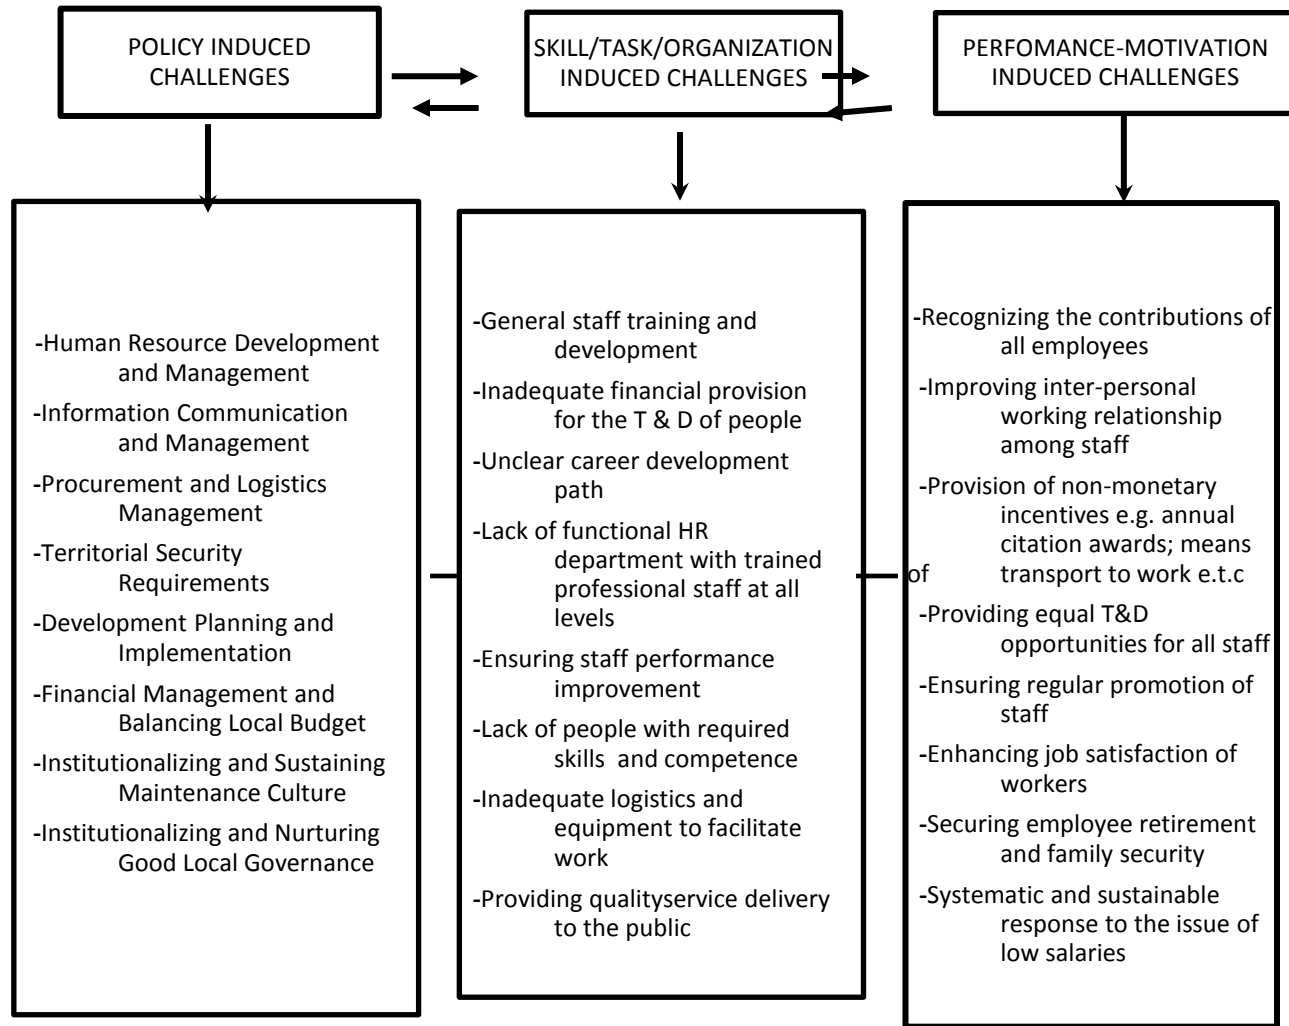 POLICY INDUCED
CHALLENGES
SKILL/TASK/ORGANIZATION
INDUCED CHALLENGES
PERFOMANCE-MOTIVATION
INDUCED CHALLENGES
-Human Resource Development
and Management
-Information Communication
and Management
-Procurement and Logistics
Management
-Territorial Security
Requirements
-Development Planning and
Implementation
-Financial Management and
Balancing Local Budget
-Institutionalizing and Sustaining
Maintenance Culture
-Institutionalizing and Nurturing
Good Local Governance
-General staff training and
development
-Inadequate financial provision
for the T & D of people
-Unclear career development
path
-Lack of functional HR
department with trained
professional staff at all
levels
-Ensuring staff performance
improvement
-Lack of people with required
skills and competence
-Inadequate logistics and
equipment to facilitate
work
-Providing qualityservice delivery
to the public
-Recognizing the contributions of
all employees
-Improving inter-personal
working relationship
among staff
-Provision of non-monetary
incentives e.g. annual
citation awards; means
of transport to work e.t.c
-Providing equal T&D
opportunities for all staff
-Ensuring regular promotion of
staff
-Enhancing job satisfaction of
workers
-Securing employee retirement
and family security
-Systematic and sustainable
response to the issue of
low salaries